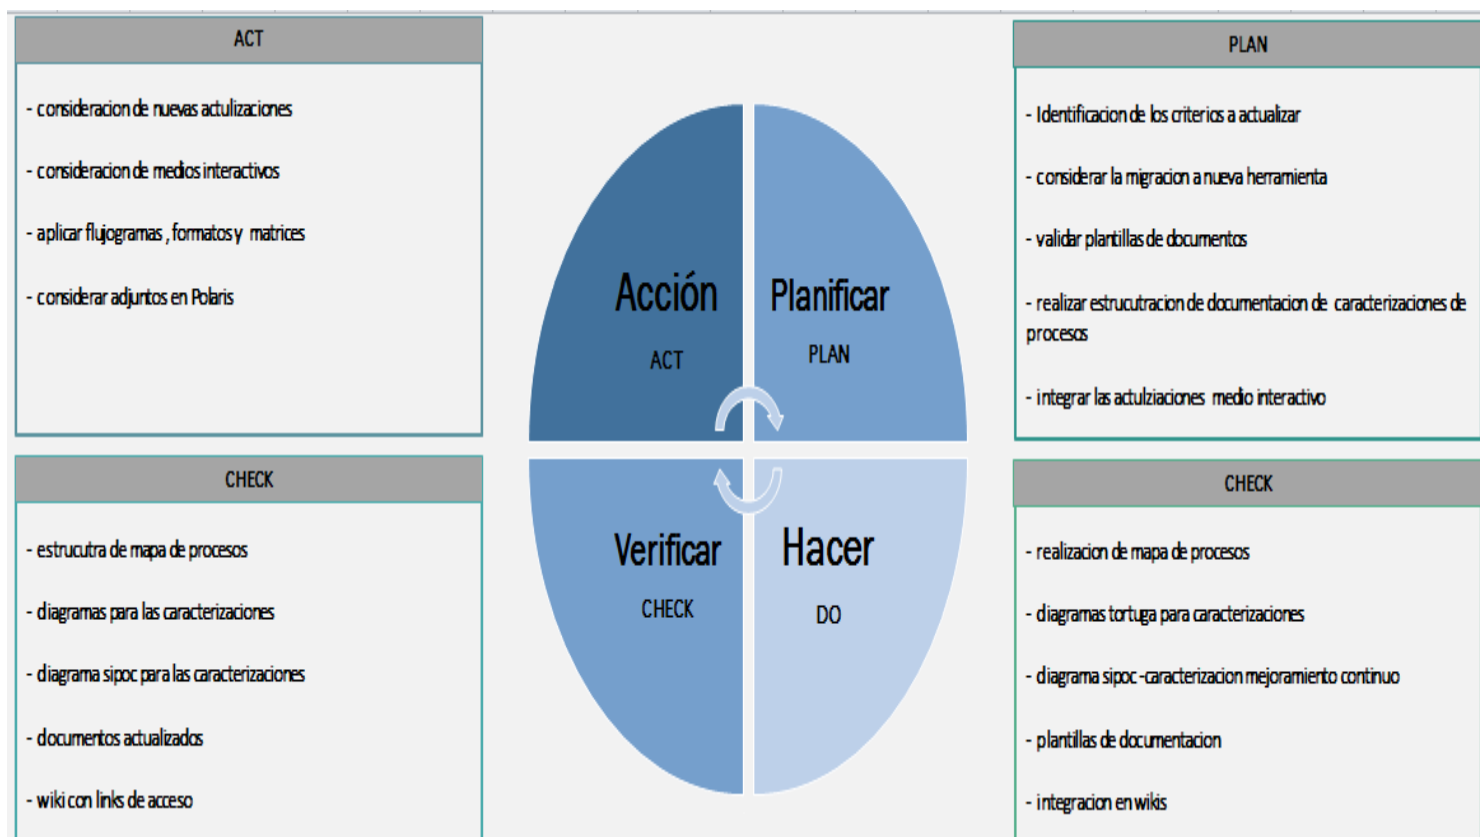 ACT
- consideracion de nuevas actulizaciones
- consideracion de medios interactivos
- aplicar flujogramas , formatos y matrices
- considerar adjuntos en Polaris
PLAN
- Identificacion de los criterios a actualizar
- considerar la migracion a nueva herramienta
- validar plantillas de documentos
- realizar estrucutracion de documentacion de caracterizaciones de
procesos
- integrar las actulziaciones medio interactivo
Acción
ACT
Planificar
PLAN
Verificar
CHECK
Hacer
DO
CHECK
- estrucutra de mapa de procesos
- diagramas para las caracterizaciones
- diagrama sipoc para las caracterizaciones
- documentos actualizados
- wiki con links de acceso
CHECK
- realizacion de mapa de procesos
- diagramas tortuga para caracterizaciones
- diagrama sipoc -caracterizacion mejoramiento continuo
- plantillas de documentacion
- integracion en wikis